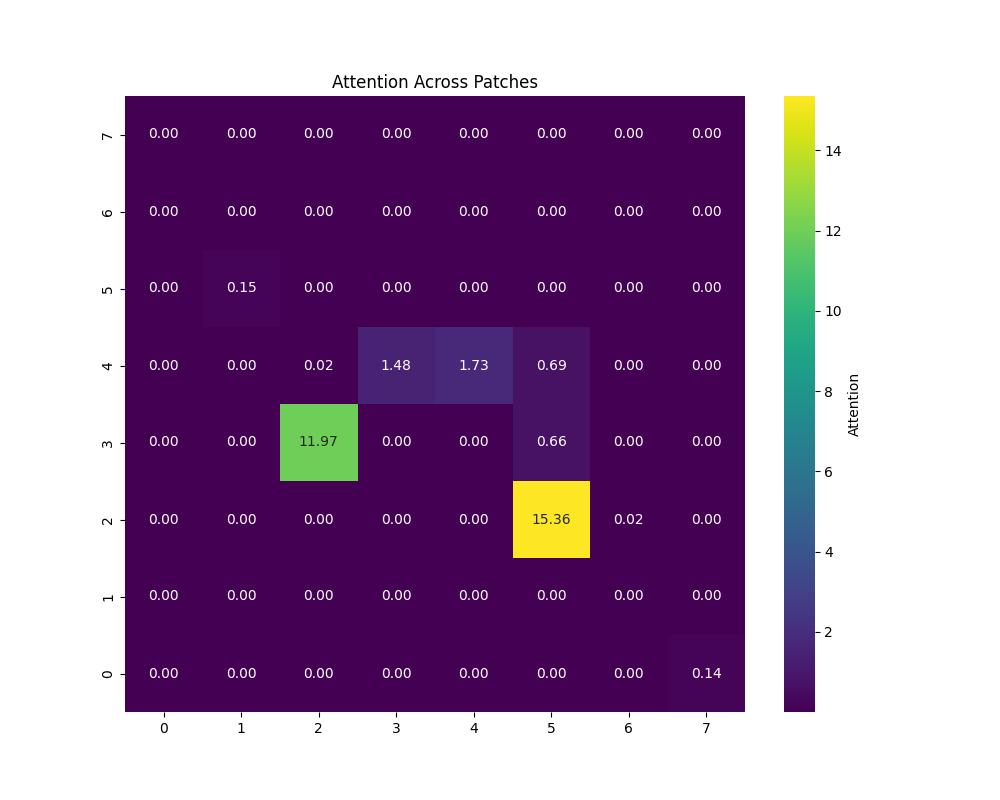 Attention Across Patches
7 0.00 0.00 0.00 0.00 0.00 0.00 0.00 0.00
6 0.00 0.00 0.00 0.00 0.00 0.00 0.00 0.00
5 0.00 0.15 0.00 0.00 0.00 0.00 0.00 0.00
4 0.00 0.00 0.02 1.48 1.73 0.69 0.00 0.00
3 0.00 0.00 11.97 0.00 0.00 0.66 0.00 0.00
2 0.00 0.00 0.00 0.00 0.00 15.36 0.02 0.00
1 0.00 0.00 0.00 0.00 0.00 0.00 0.00 0.00
0 0.00 0.00 0.00 0.00 0.00 0.00 0.00 0.14
0 1 2 3 4 5 6 7
14
12
10
8
6
4
2
Attention